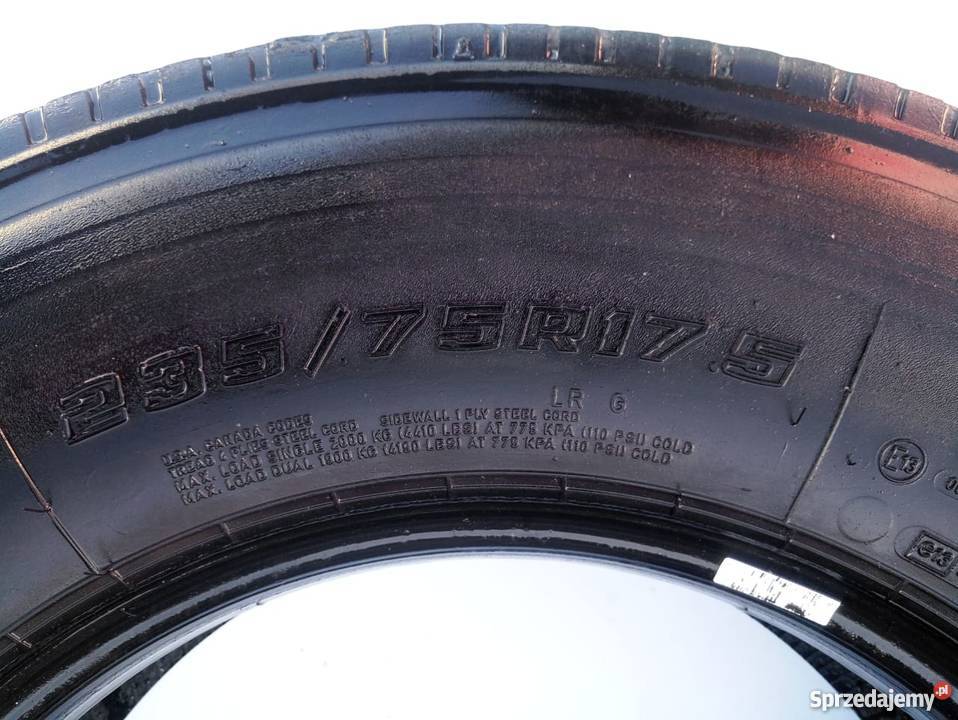 235/75R17 5
LR G
U.S.A, CANADA CODES
TREAD 4 PLIES STEEL CORD SIDEWALL 1 PLY STEEL CORD
MAX. LOAD SINGLE 2000 KG (4410 LBS) AT 775 KPA (110 PSI) COLD
MAX. LOAD DUAL 1900 KG (4190 LBS) AT 775 KPA (110 PSI) COLD
E13
e13
Sprzedajemy.pl